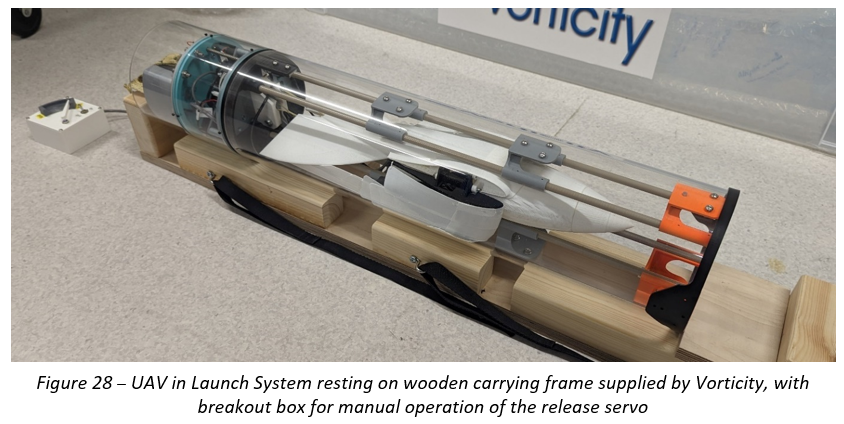 Vorticity
Figure 28 – UAV in Launch System resting on wooden carrying frame supplied by Vorticity, with
breakout box for manual operation of the release servo